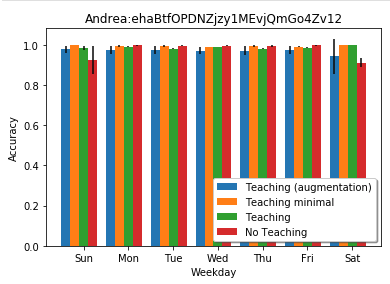 Andrea:ehaBtfOPDNZjzy1MEvjQmGo4Zv12
Accuracy
1.0
0.8
0.6
0.4
0.2
0.0
Teaching (augmentation)
Teaching minimal
Teaching
No Teaching
Sun Mon Tue Wed Thu Fri Sat
Weekday